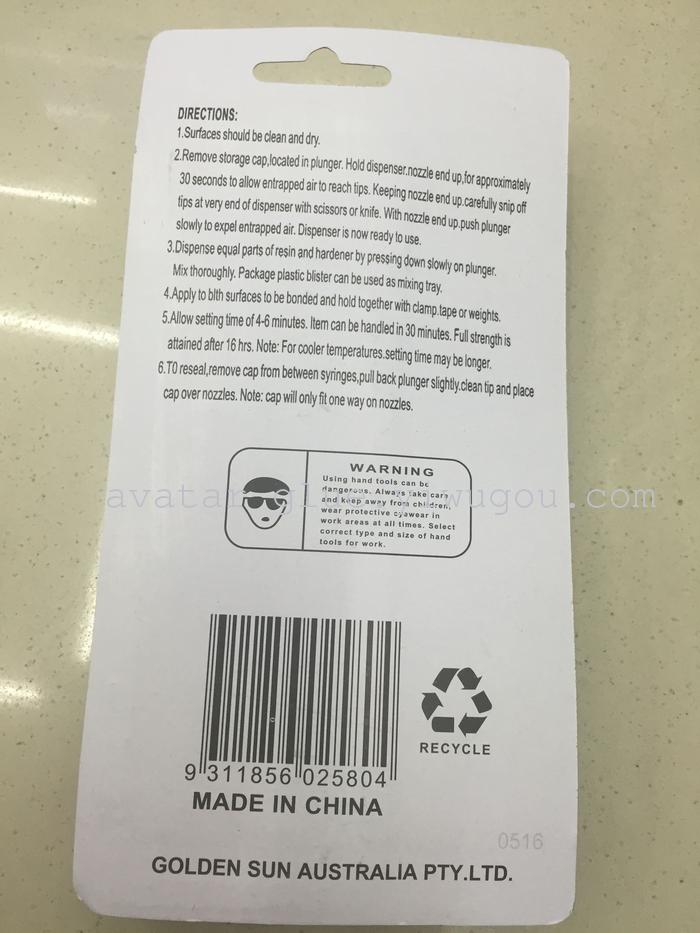 DIRECTIONS:
1.Surfaces should be clean and dry.
2.Remove storage cap,located in plunger. Hold dispenser.nozzle end up,for approximately
30 seconds to allow entrapped air to reach tips. Keeping nozzle end up.carefully snip off
tips at very end of dispenser with scissors or knife. With nozzle end up.push plunger
slowly to expel entrapped air. Dispenser is now ready to use.
3.Dispense equal parts of resin and hardener by pressing down slowly on plunger.
Mix thoroughly. Package plastic blister can be used as mixing tray.
4.Apply to blth surfaces to be bonded and hold together with clamp.tape or weights.
5.Allow setting time of 4-6 minutes. Item can be handled in 30 minutes. Full strength is
attained after 16 hrs. Note: For cooler temperatures.setting time may be longer.
6.T0 reseal,remove cap from between syringes,pull back plunger slightly.clean tip and place
cap over nozzles. Note: cap will only fit one way on nozzles.
WARNING
Using hand tools can be
dangerous. Always take care
and keep away from children,
wear protective eyawear in
work areas at all times. Select
correct type and size of hand
tools for work.
9 311856 025804
MADE IN CHINA
RECYCLE
0516
GOLDEN SUN AUSTRALIA PTY.LTD.